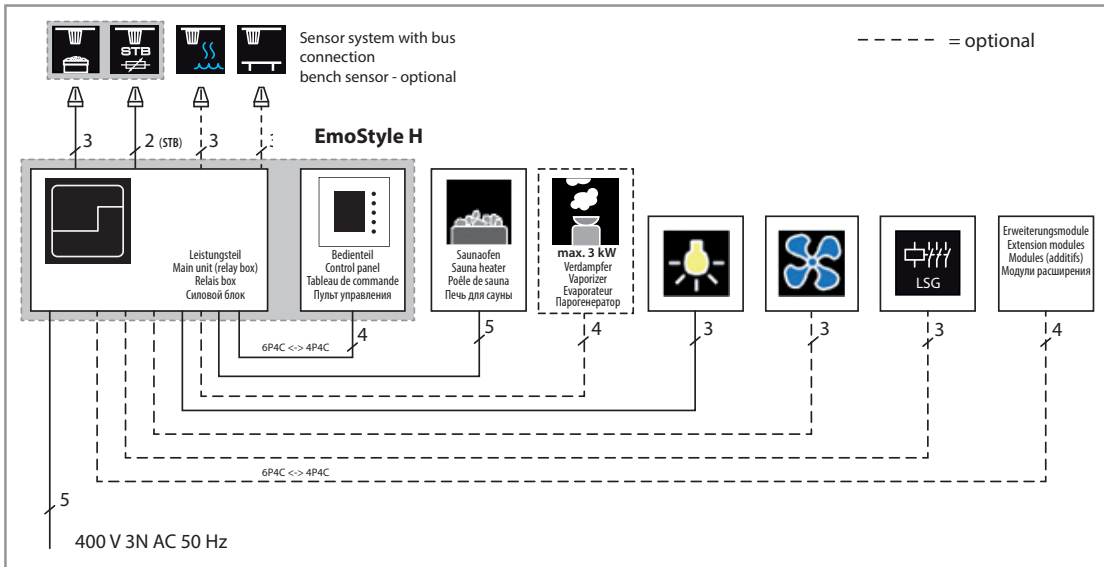 STB
Sensor system with bus
connection
bench sensor - optional
= optional
3
2 (STB)
3
EmoStyle H
Leistungsteil
Main unit (relay box)
Relais box
Силовой блок
Bedienteil
Control panel
Tableau de commande
Пульт управления
Saunaofen
Sauna heater
Poêle de sauna
Печь для сауны
max. 3 kW
Verdampfer
Vaporizer
Evaporateur
Парогенератор
LSG
Erweiterungsmodule
Extension modules
Modules (additifs)
Модули расширения
6P4C <-> 4P4C
4
5
4
3
3
3
4
6P4C <-> 4P4C
5
400 V 3N AC 50 Hz